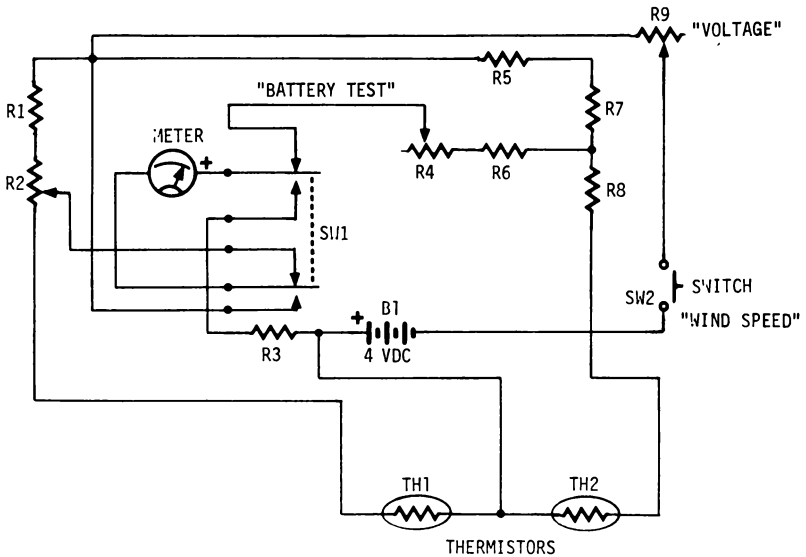 R9
"VOLTAGE"
R5
"BATTERY TEST"
R1
R7
METER
+
R4
R6
R2
R8
SW1
SW2
SWITCH
"WIND SPEED"
+
B1
R3
4 VDC
TH1
TH2
THERMISTORS